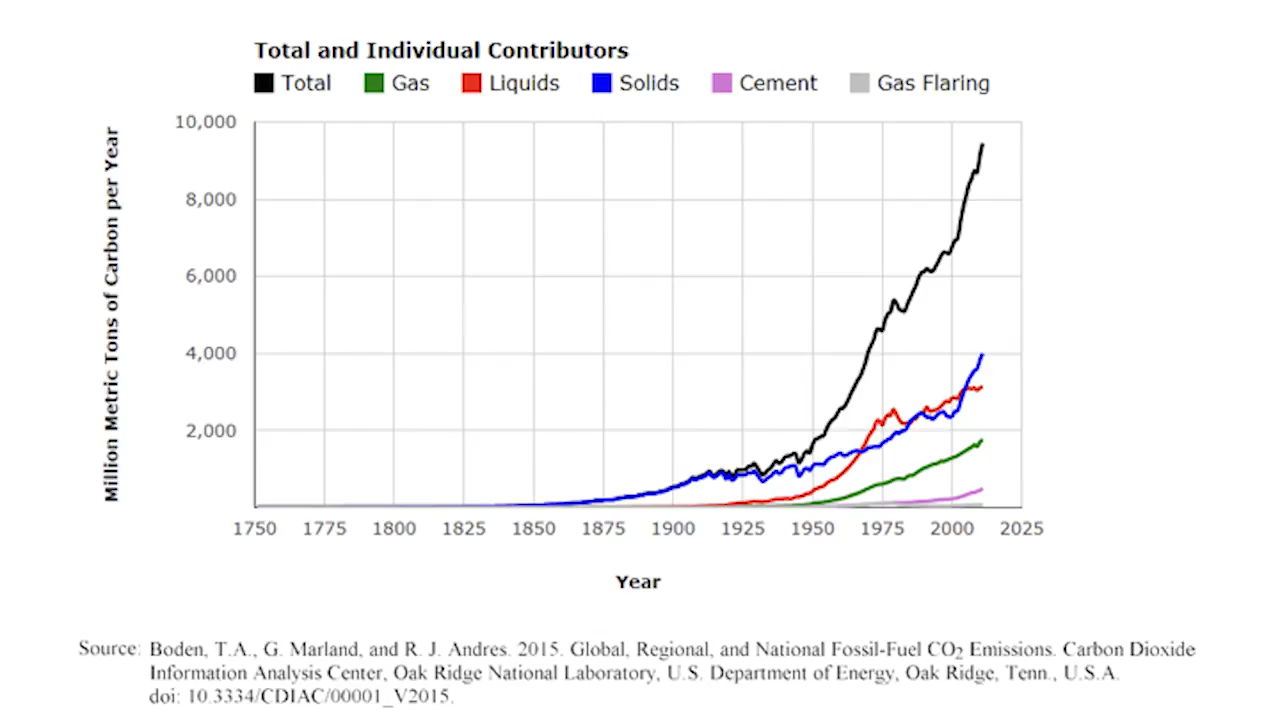 Total and Individual Contributors
Total Gas Liquids Solids Cement Gas Flaring
Million Metric Tons of Carbon per Year
10,000
8,000
6,000
4,000
2,000
1750 1775 1800 1825 1850 1875 1900 1925 1950 1975 2000 2025
Year
Source: Boden, T.A., G. Marland, and R. J. Andres. 2015. Global, Regional, and National Fossil-Fuel CO₂ Emissions. Carbon Dioxide
Information Analysis Center, Oak Ridge National Laboratory, U.S. Department of Energy, Oak Ridge, Tenn., U.S.A.
doi: 10.3334/CDIAC/00001_V2015.